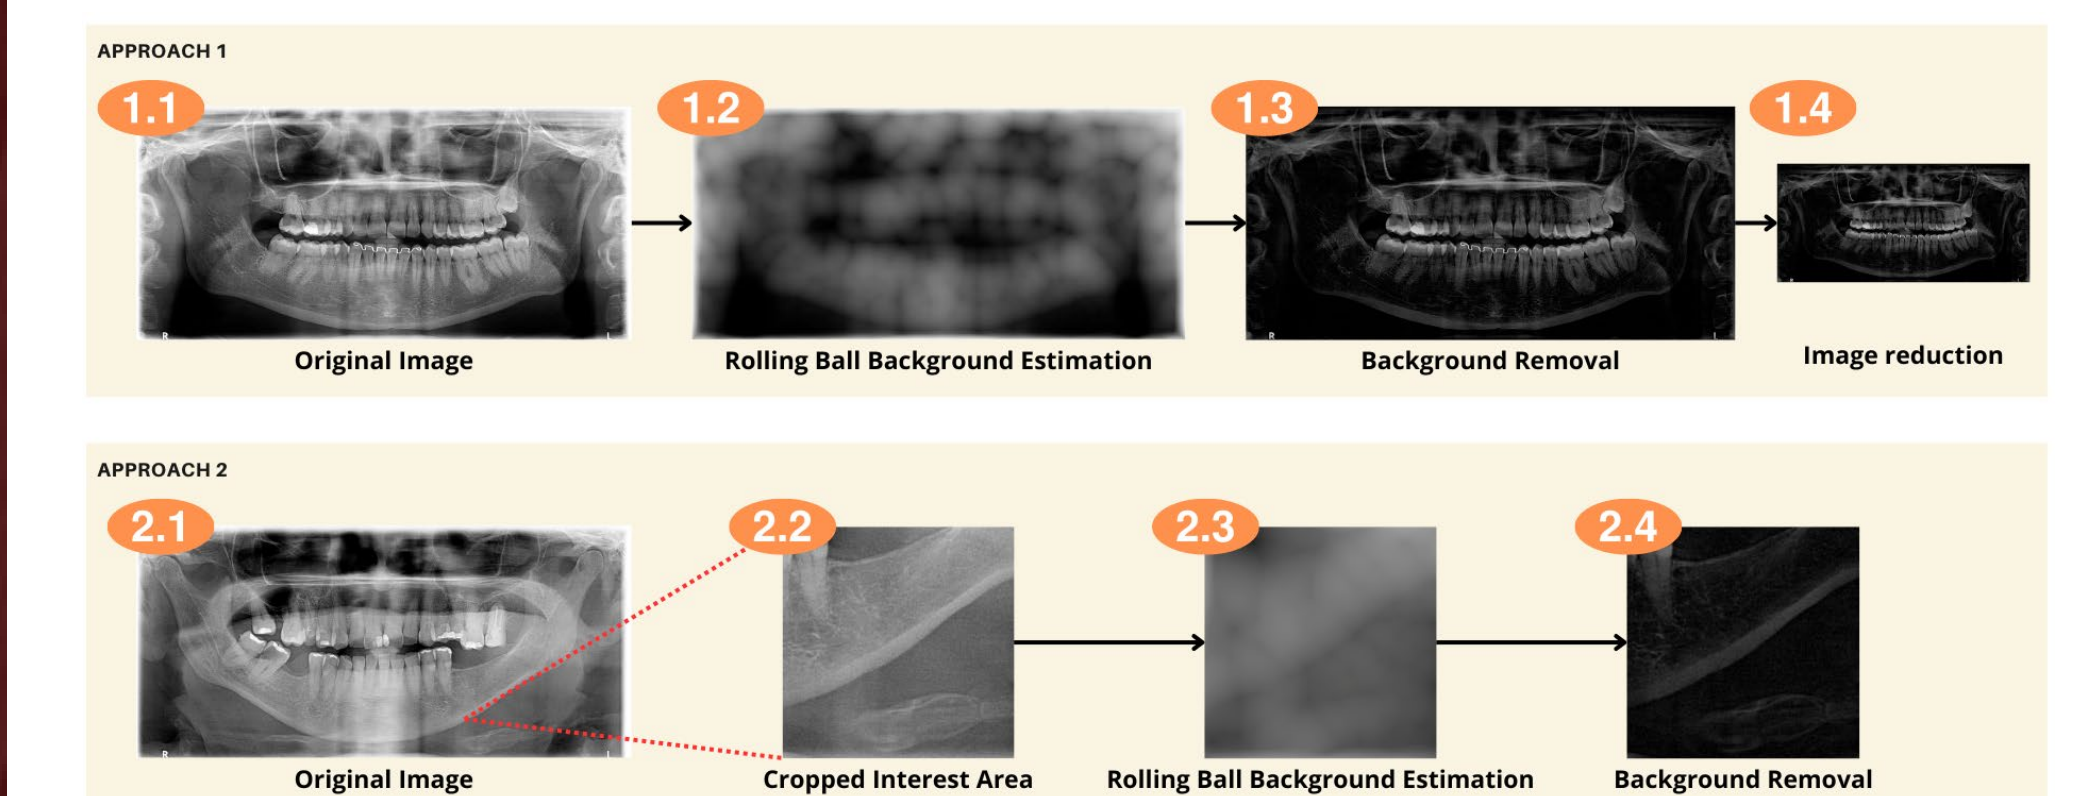 APPROACH 1
1.1
1.2
1.3
1.4
R
L
R
L
Original Image
Rolling Ball Background Estimation
Background Removal
Image reduction
APPROACH 2
2.1
2.2
2.3
2.4
R
L
Original Image
Cropped Interest Area
Rolling Ball Background Estimation
Background Removal